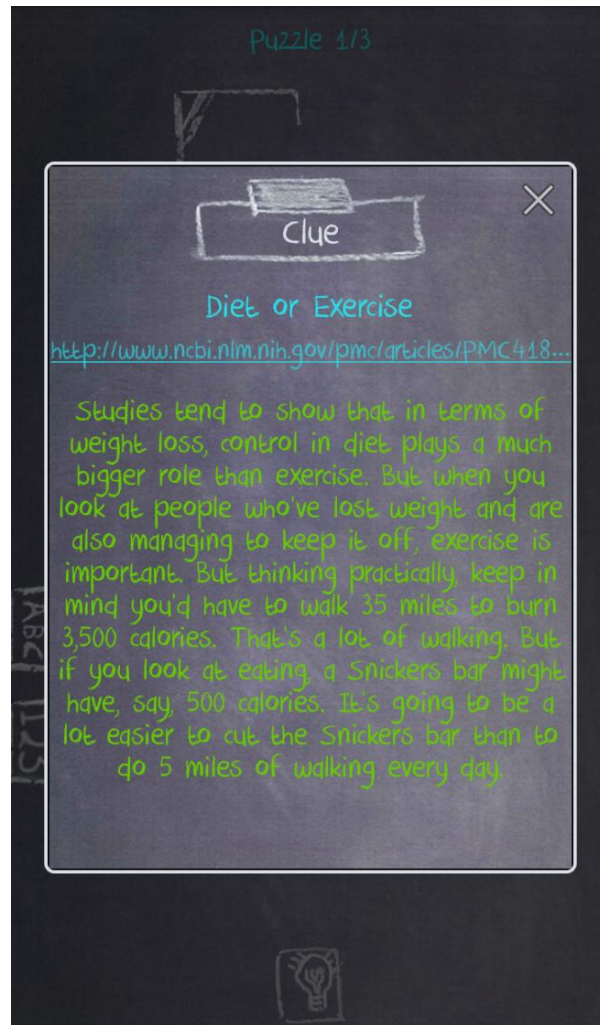 Puzzle 1/3
Clue
Diet or Exercise
http://www.ncbi.nlm.nih.gov/pmc/articles/PMC418...
Studies tend to show that in terms of
weight loss, control in diet plays a much
bigger role than exercise. But when you
look at people who've lost weight and are
also managing to keep it off, exercise is
important. But thinking practically, keep in
mind you'd have to walk 35 miles to burn
3,500 calories. That's a lot of walking. But
if you look at eating, a Snickers bar might
have, say, 500 calories. It's going to be a
lot easier to cut the Snickers bar than to
do 5 miles of walking every day.
ABC
123